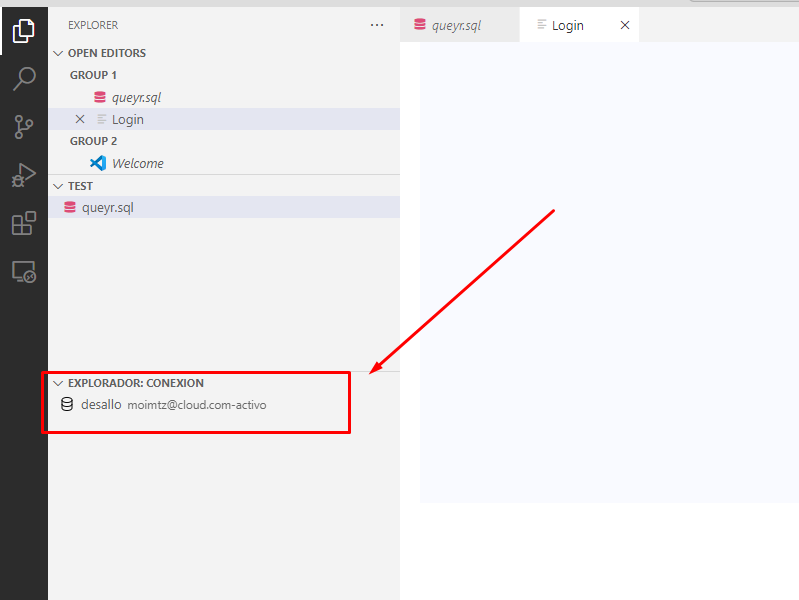 EXPLORER
queyr.sql
Login
OPEN EDITORS
GROUP 1
queyr.sql
Login
GROUP 2
Welcome
TEST
queyr.sql
EXPLORADOR: CONEXION
desallo moimtz@cloud.com-activo